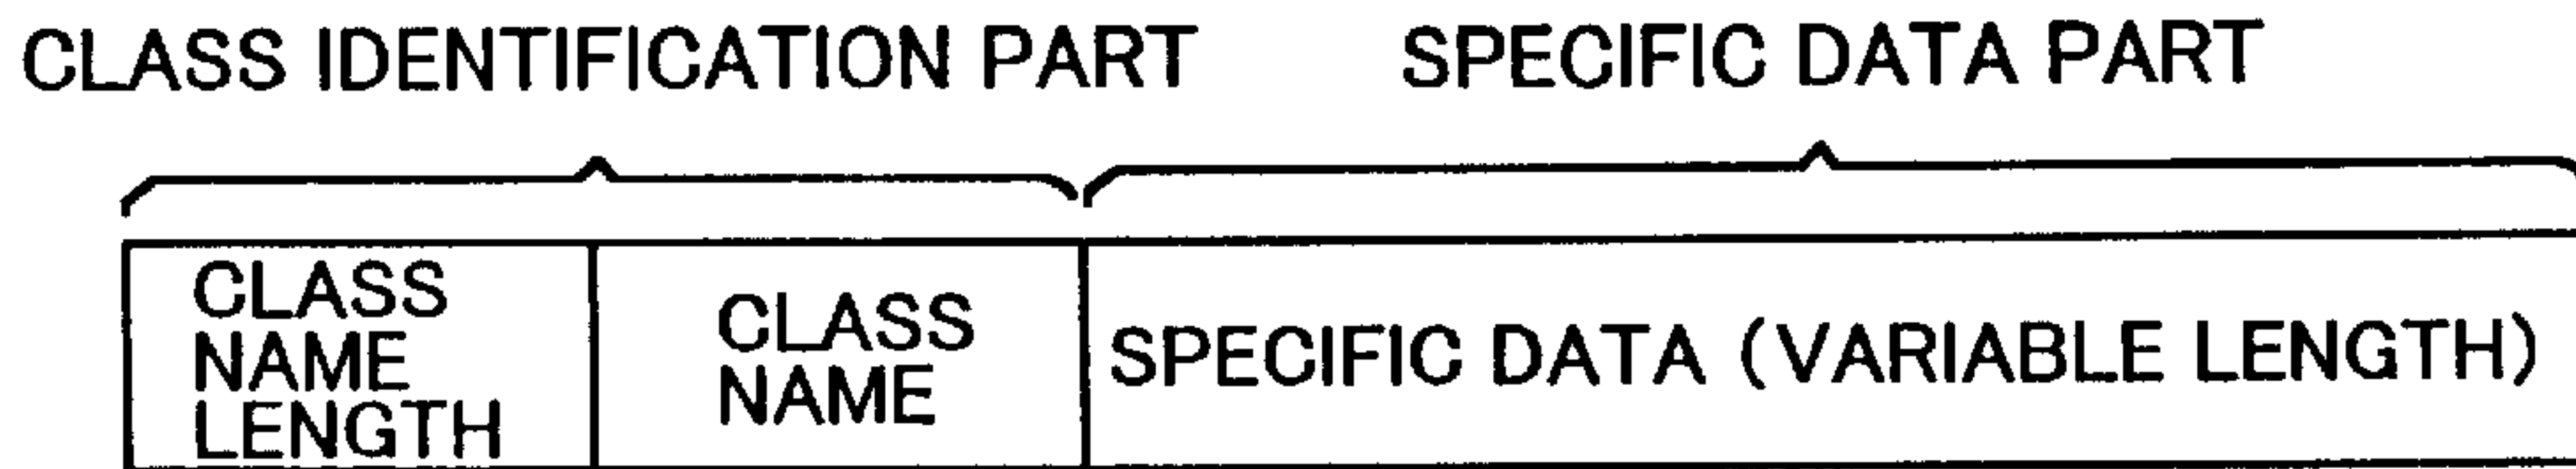 CLASS IDENTIFICATION PART
SPECIFIC DATA PART
CLASS
NAME
LENGTH
CLASS
NAME
SPECIFIC DATA (VARIABLE LENGTH)